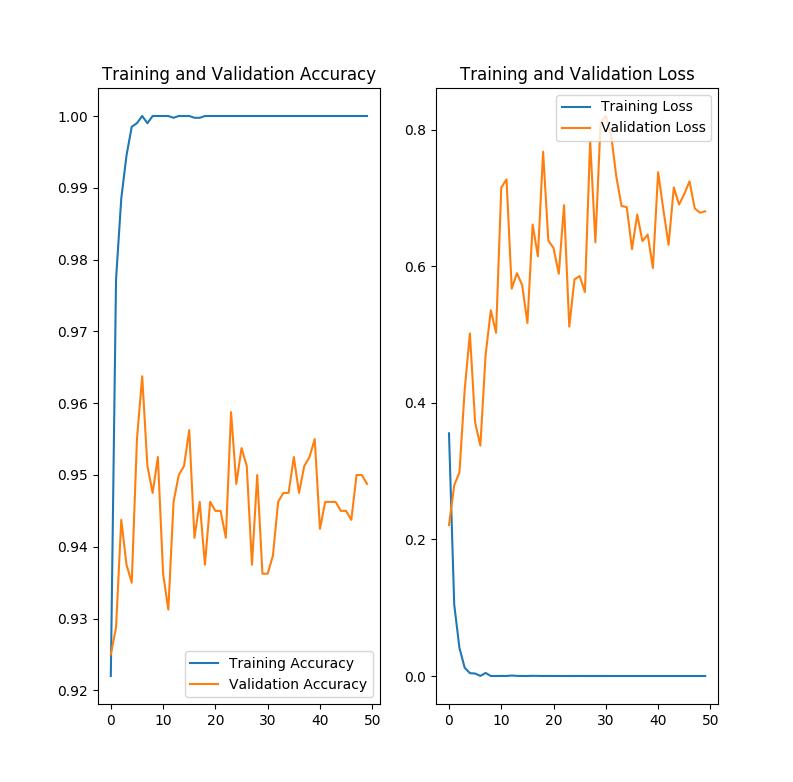 Training and Validation Accuracy
1.00
0.99
0.98
0.97
0.96
0.95
0.94
0.93
0.92
0 10 20 30 40 50
Training Accuracy
Validation Accuracy
Training and Validation Loss
Training Loss
Validation Loss
0.8
0.6
0.4
0.2
0.0
0 10 20 30 40 50